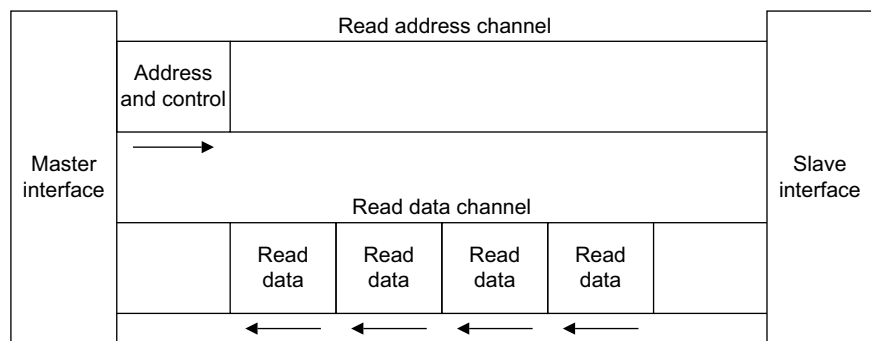 Read address channel
Address
and control
Master
interface
Slave
interface
Read data channel
Read
data
Read
data
Read
data
Read
data